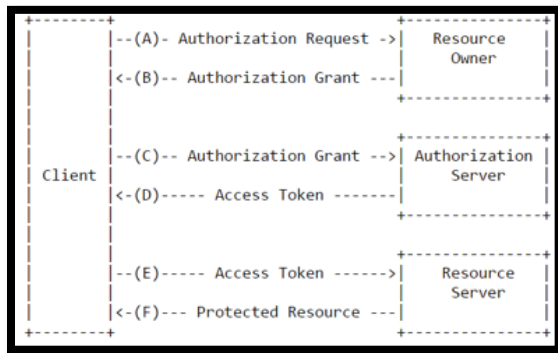 --(A)- Authorization Request ->
Resource
Owner
<-(B)-- Authorization Grant ---
--(C)-- Authorization Grant -->
Authorization
Server
Client
<-(D)----- Access Token -------
--(E)----- Access Token ------>
Resource
Server
<-(F)--- Protected Resource ---